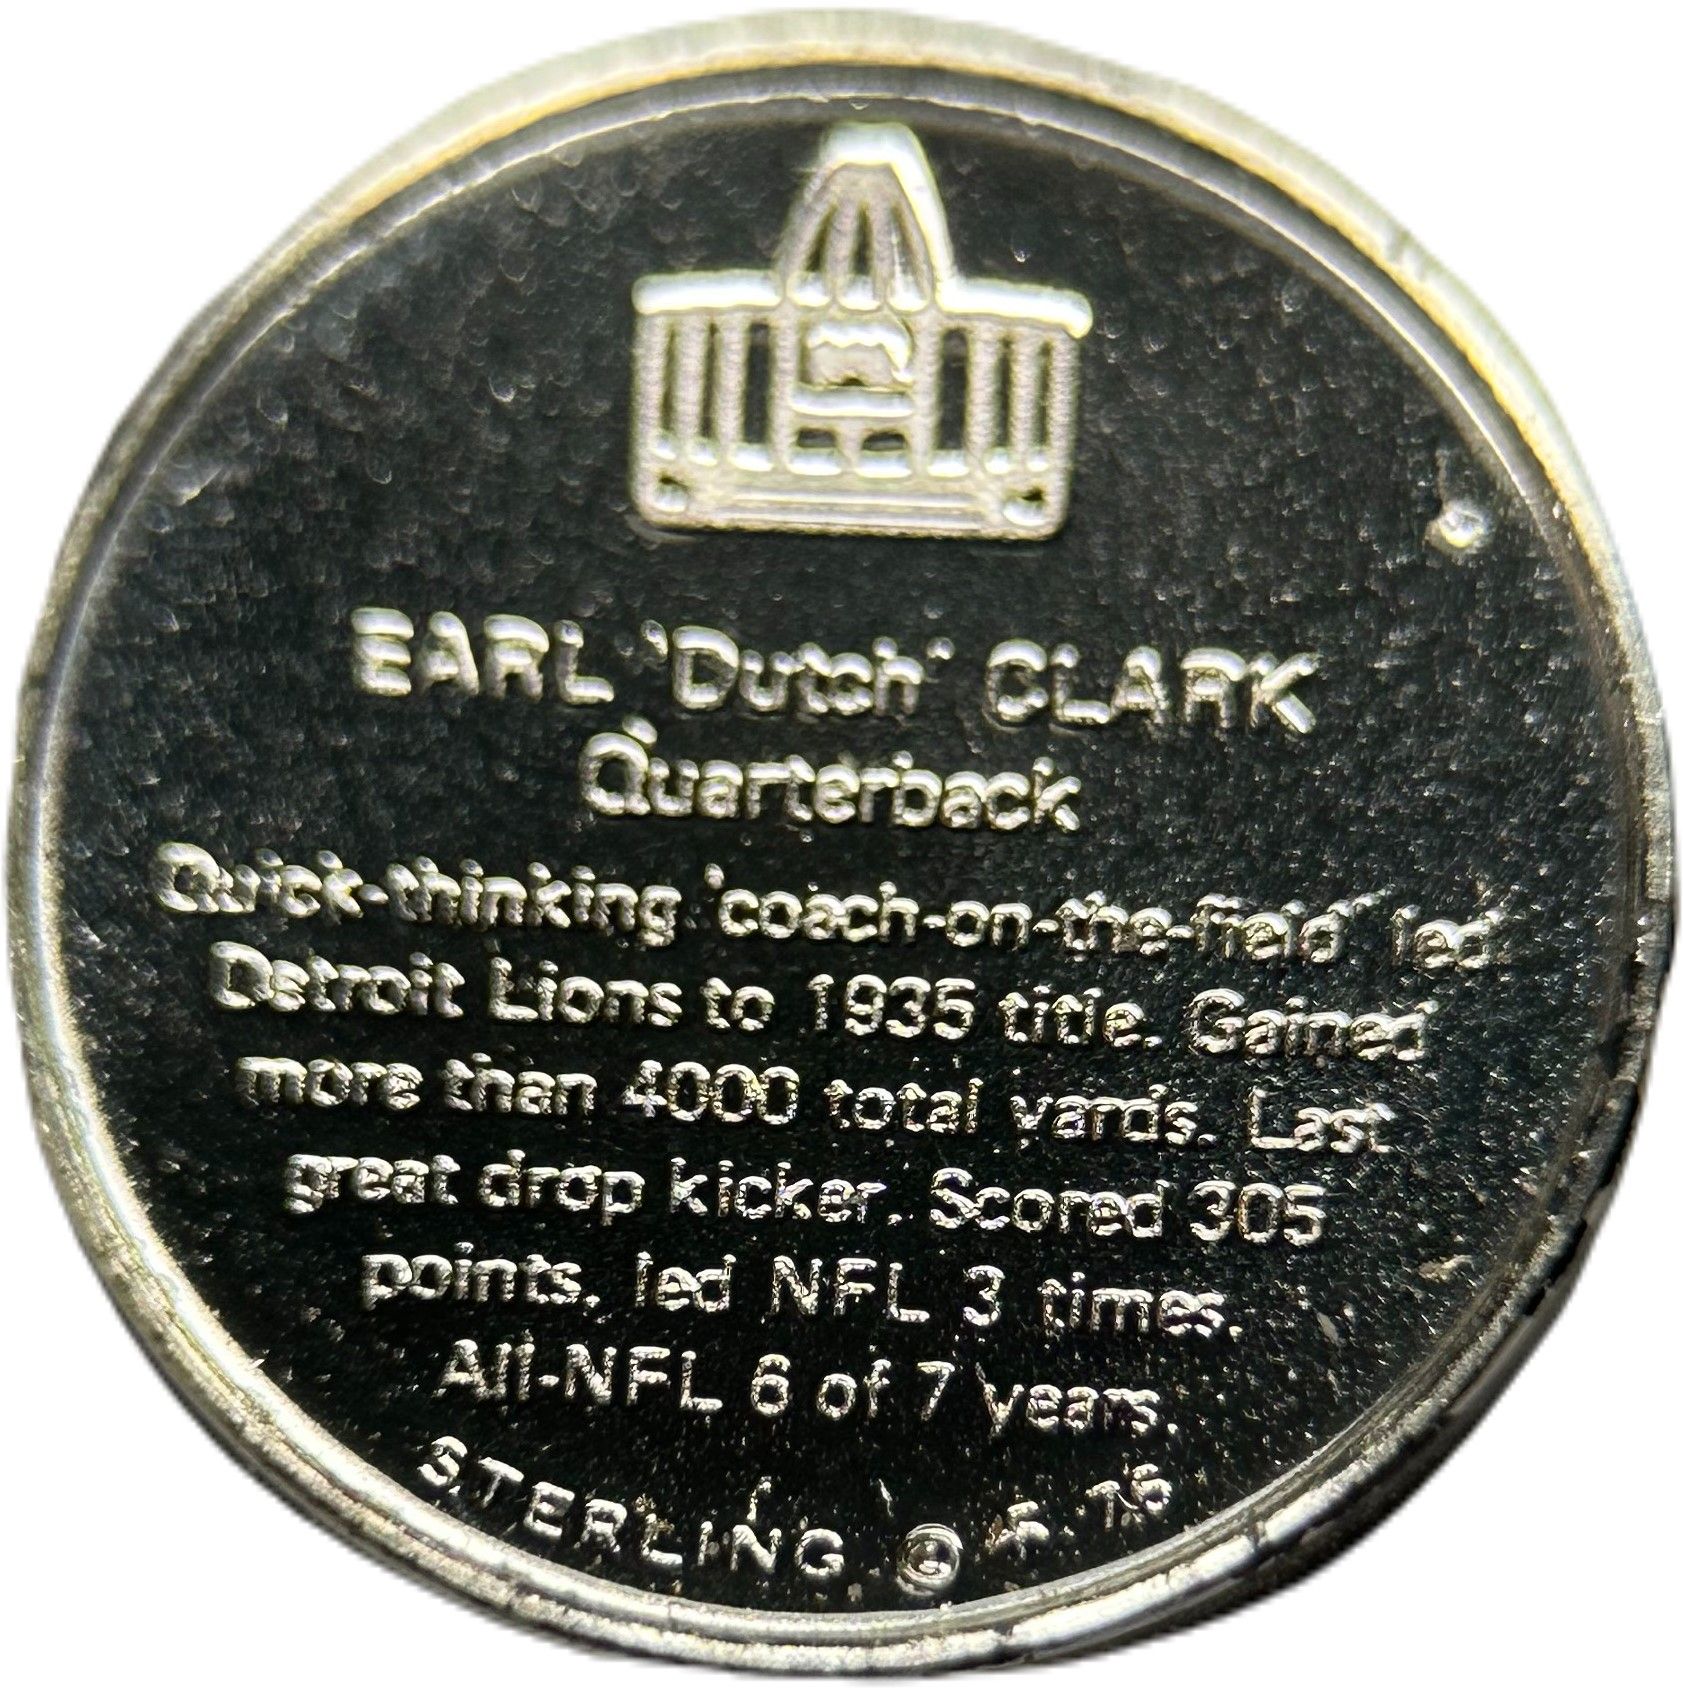 EARL 'Dutch' CLARK
Quarterback
Quick-thinking 'coach-on-the-field' led
Detroit Lions to 1935 title. Gained
more than 4000 total yards. Last
great drop kicker. Scored 305
points, led NFL 3 times.
All-NFL 6 of 7 years.
STERLING ©